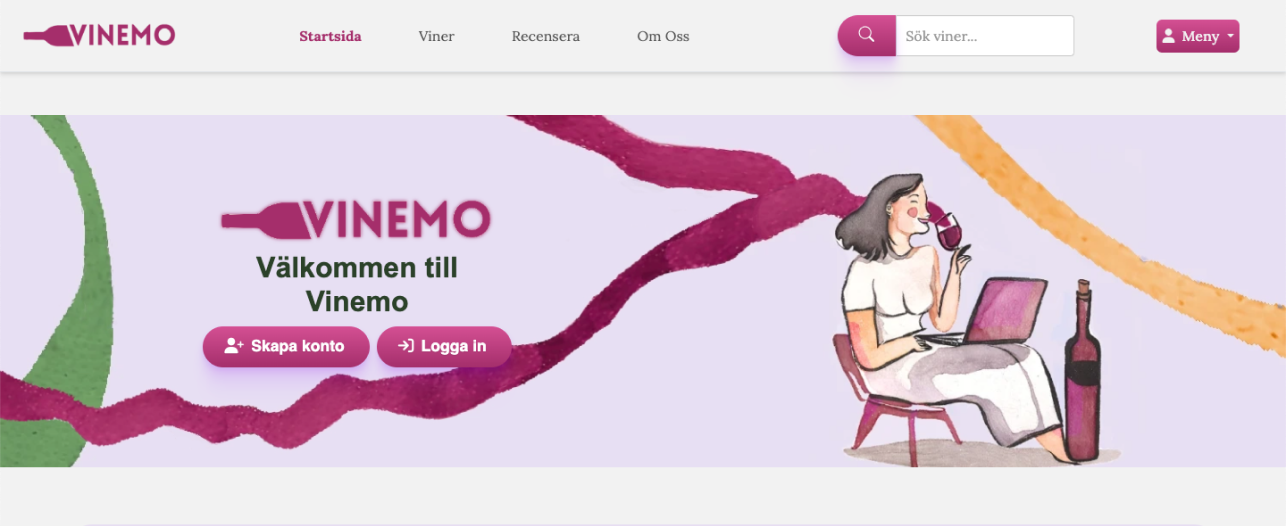 VINEMO
Startsida
Viner
Recensera
Om Oss
Sök viner...
Meny
VINEMO
Välkommen till
Vinemo
Skapa konto
Logga in